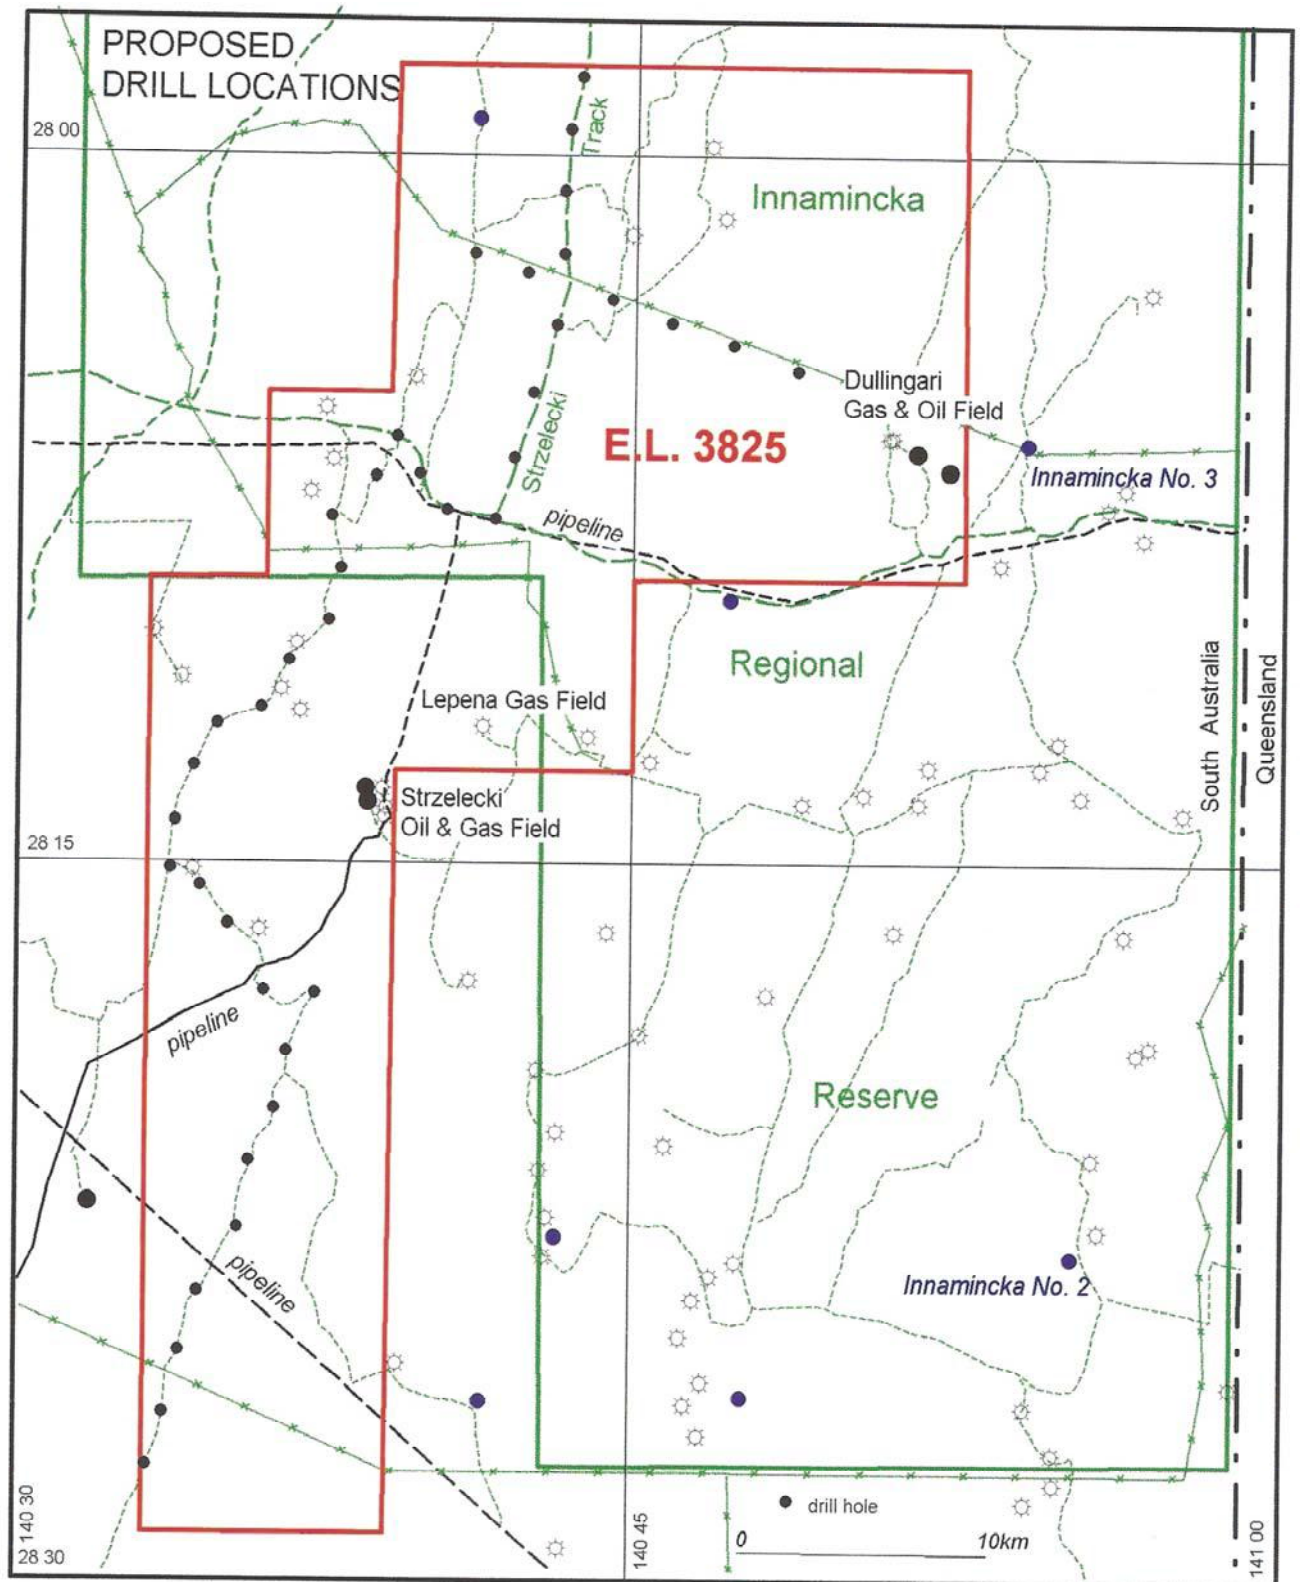 PROPOSED
DRILL LOCATIONS
28 00
Track
Innamincka
Dullingari
Gas & Oil Field
Strzelecki
E.L. 3825
Innamincka No. 3
pipeline
Regional
South Australia
Queensland
Lepena Gas Field
Strzelecki
Oil & Gas Field
28 15
pipeline
Reserve
pipeline
Innamincka No. 2
drill hole
0 10km
140 30
28 30
140 45
141 00